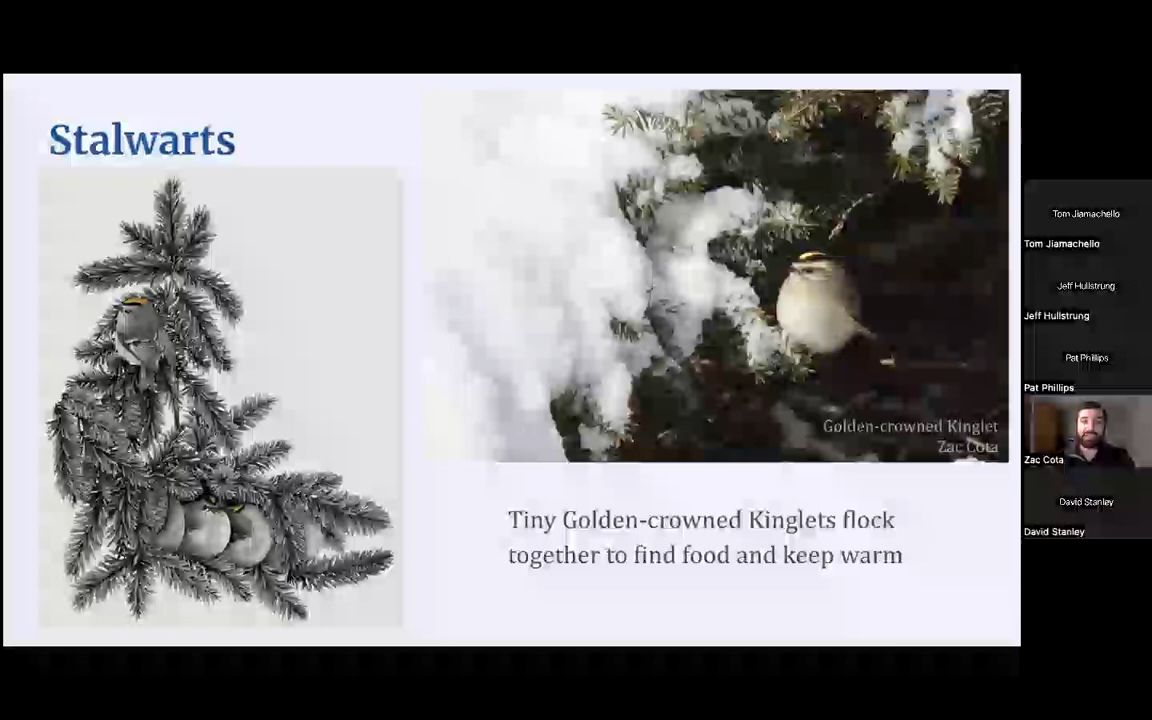 Stalwarts
Golden-crowned Kinglet
Zac Cota
Tiny Golden-crowned Kinglets flock
together to find food and keep warm
Tom Jiamachello
Tom Jiamachello
Jeff Hullstrung
Jeff Hullstrung
Pat Phillips
Pat Phillips
Zac Cota
David Stanley
David Stanley